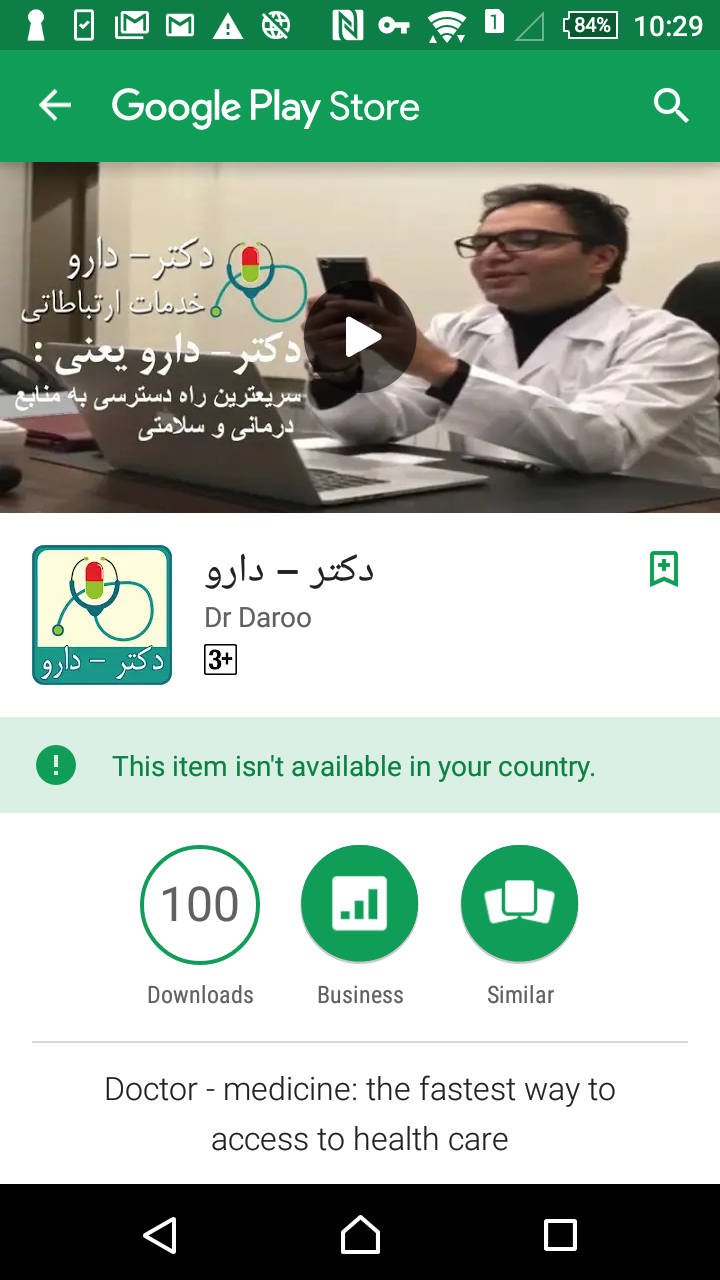 1
84%
10:29
Google Play Store
دکتر– دارو
خدمات ارتباطاتی
دکتر– دارو یعنی :
سریعترین راه دسترسی به منابع
درمانی و سلامتی
دکتر – دارو
دکتر – دارو
Dr Daroo
3+
This item isn't available in your country.
100
Downloads
Business
Similar
Doctor - medicine: the fastest way to
access to health care